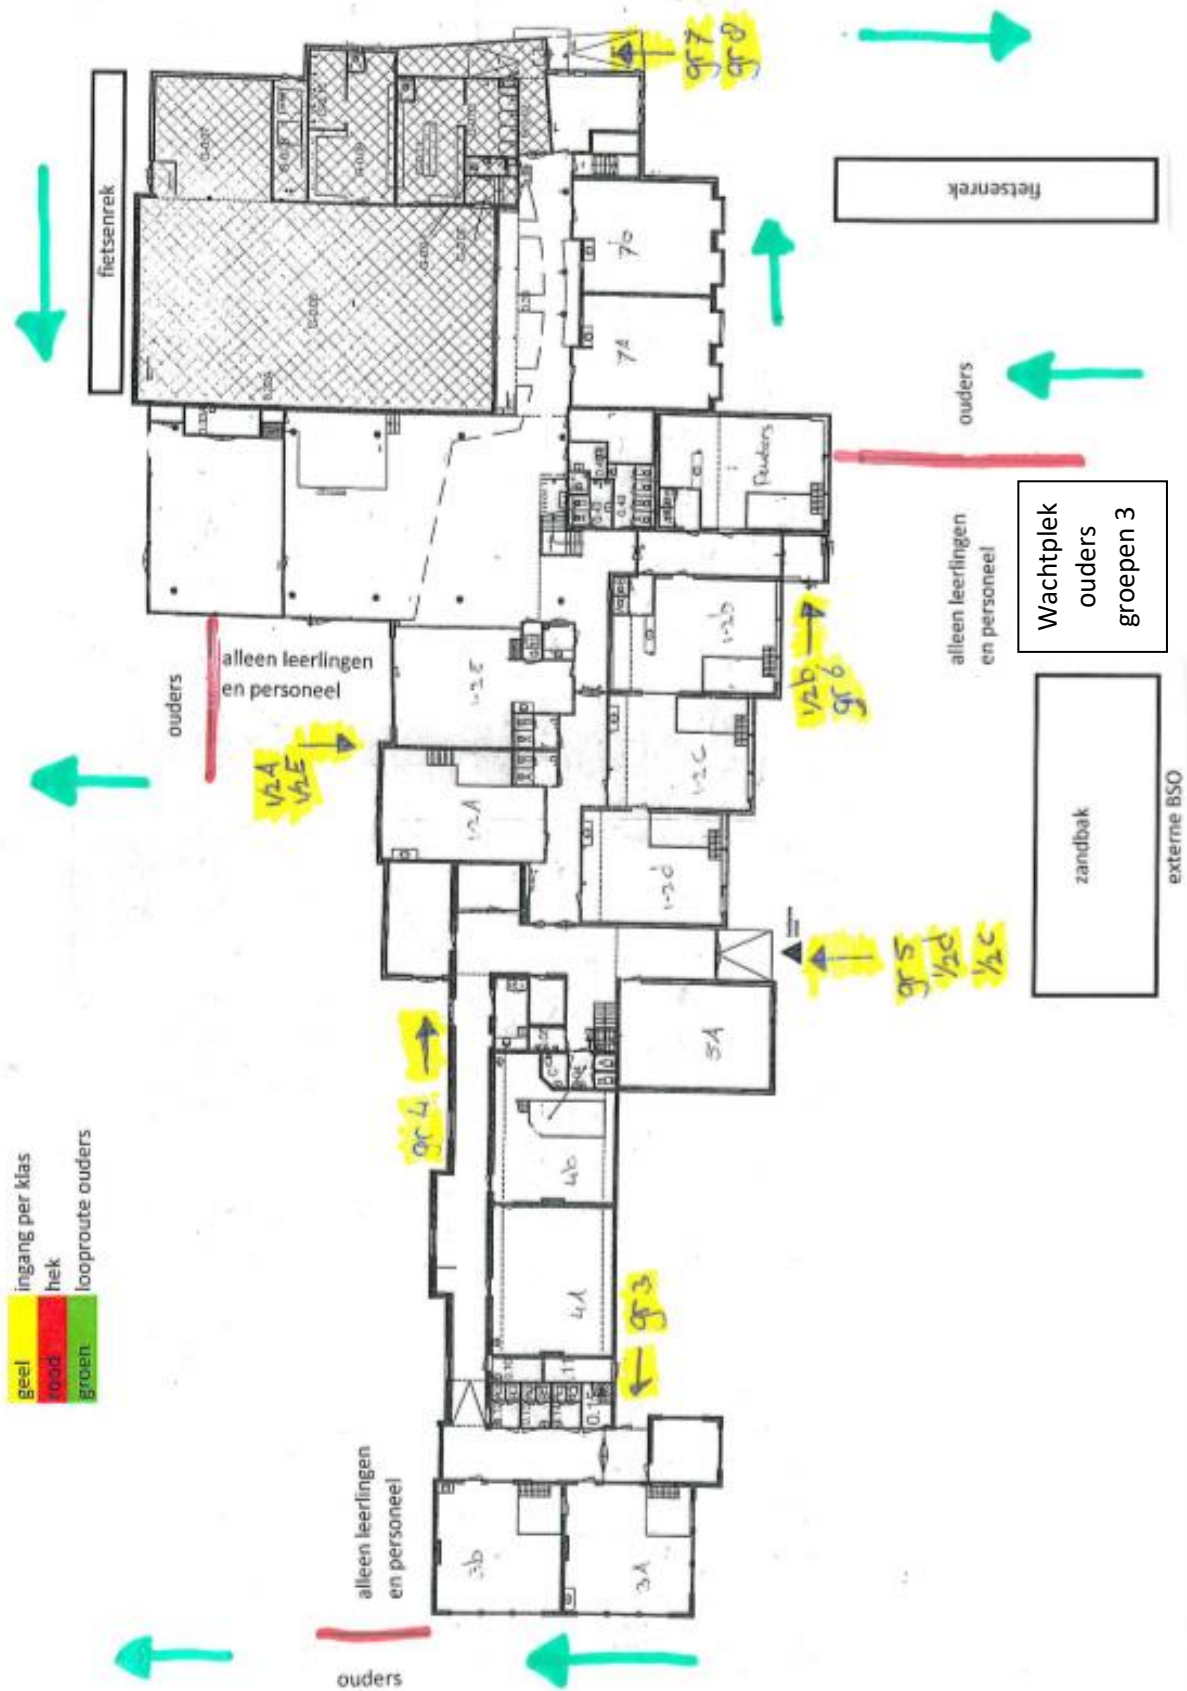 geel ingang per klas
rood hek
groen looproute ouders
fietsenrek
gr 7
gr 8
fietsenrek
7b
7A
ouders
Peuters
alleen leerlingen
en personeel
Wachtplek
ouders
groepen 3
ouders
alleen leerlingen
en personeel
1/2A
1/2E
1-2E
1-2A
1-2b
1/2b
gr 6
1-2C
1-2d
zandbak
externe BSO
gr 5
1/2d
1/2c
gr 4
5A
4b
4A
gr 3
alleen leerlingen
en personeel
3b
3A
ouders